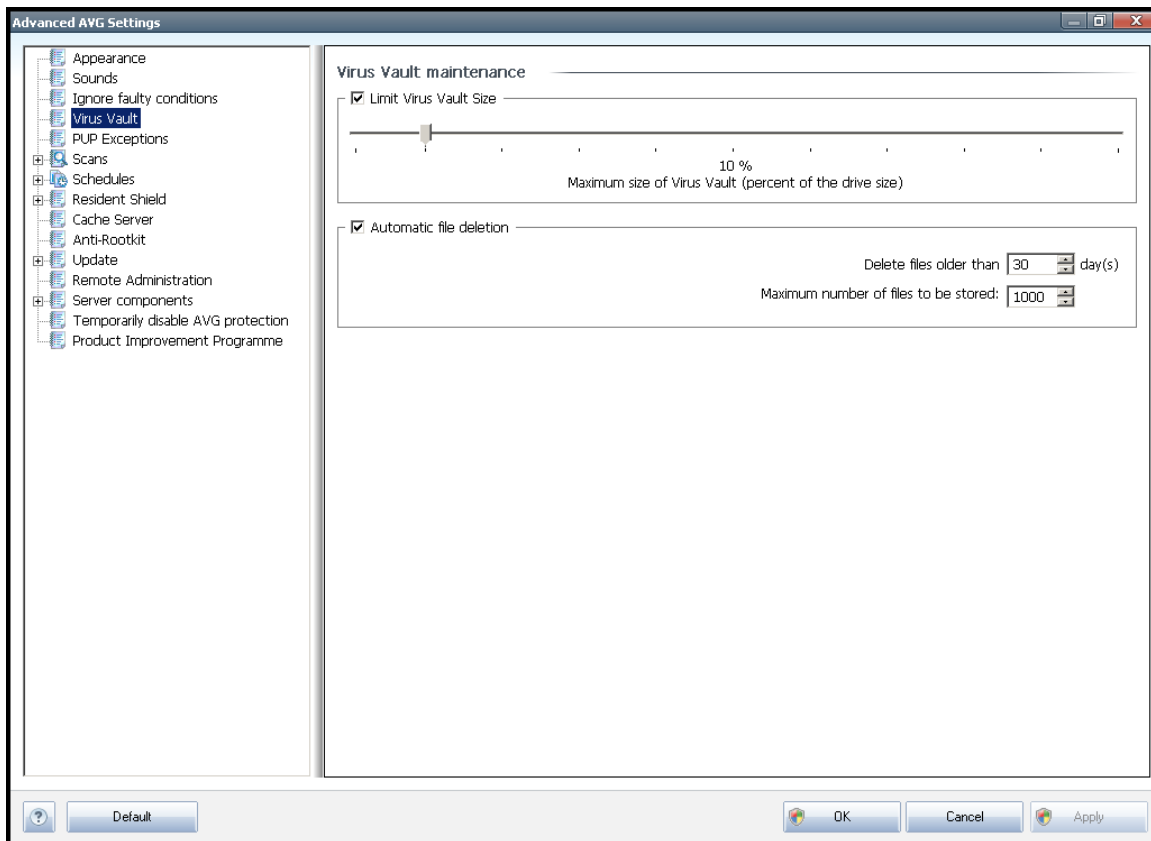 Advanced AVG Settings
Appearance
Sounds
Ignore faulty conditions
Virus Vault
PUP Exceptions
Scans
Schedules
Resident Shield
Cache Server
Anti-Rootkit
Update
Remote Administration
Server components
Temporarily disable AVG protection
Product Improvement Programme
Virus Vault maintenance
Limit Virus Vault Size
10 %
Maximum size of Virus Vault (percent of the drive size)
Automatic file deletion
Delete files older than 30 day(s)
Maximum number of files to be stored: 1000
? Default OK Cancel Apply